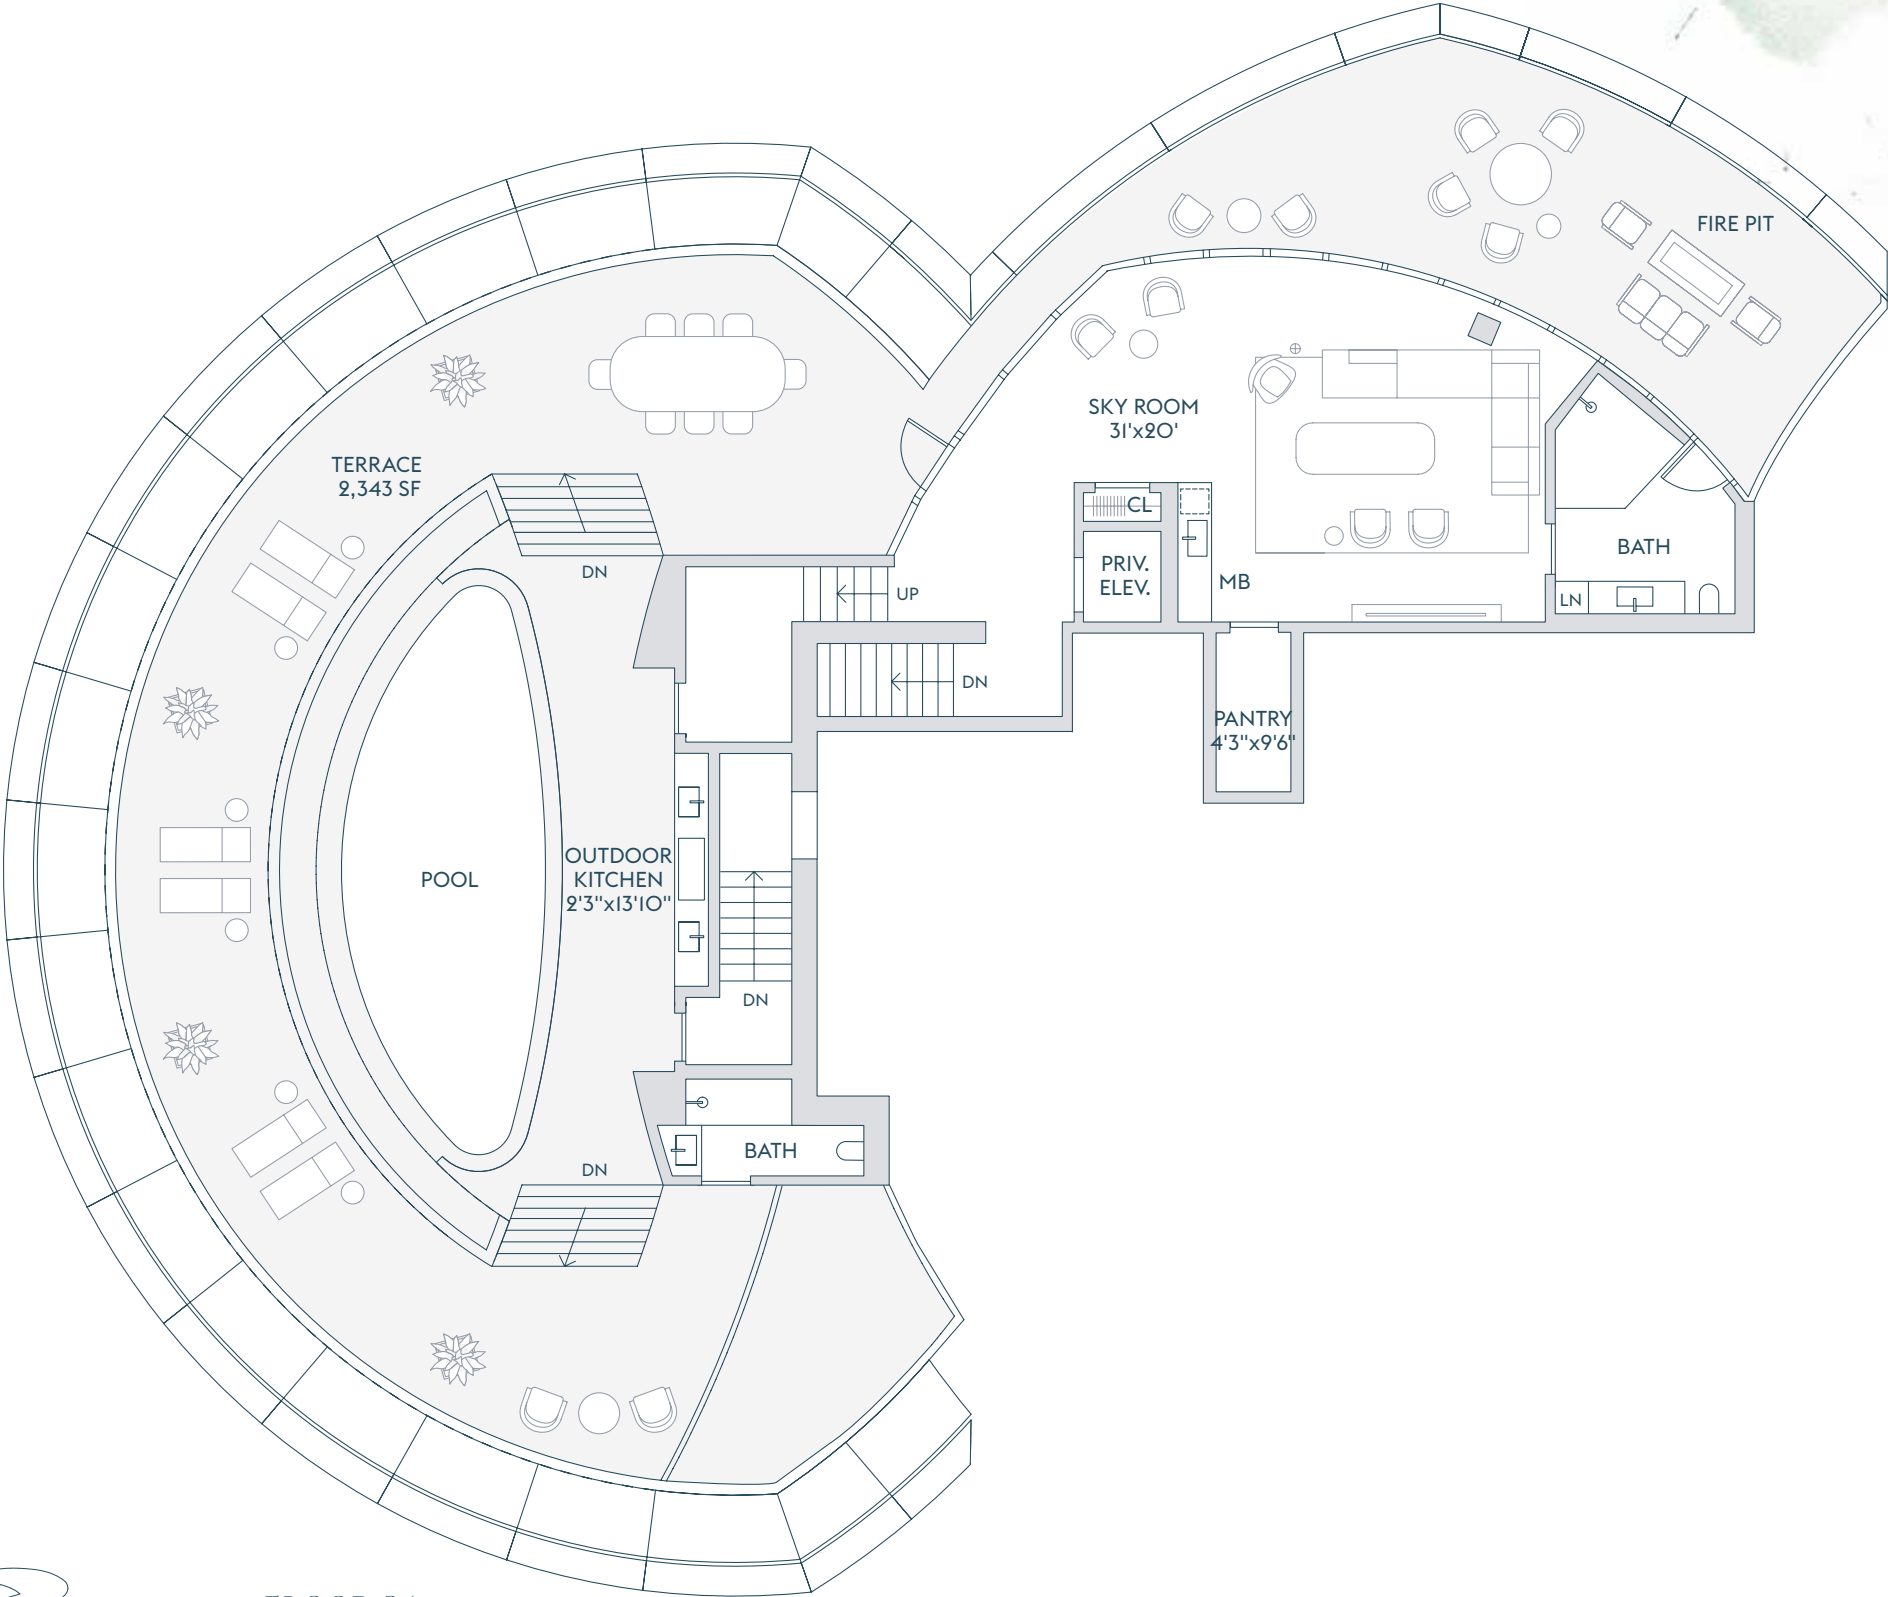 FIRE PIT
SKY ROOM
31'x20'
TERRACE
2,343 SF
CL
BATH
DN
PRIV.
ELEV.
MB
UP
LN
DN
PANTRY
4'3"x9'6"
OUTDOOR
KITCHEN
2'3"x13'10"
POOL
DN
BATH
DN